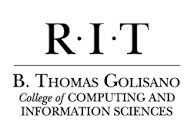 R·I·T
B. THOMAS GOLISANO
College of COMPUTING AND
INFORMATION SCIENCES